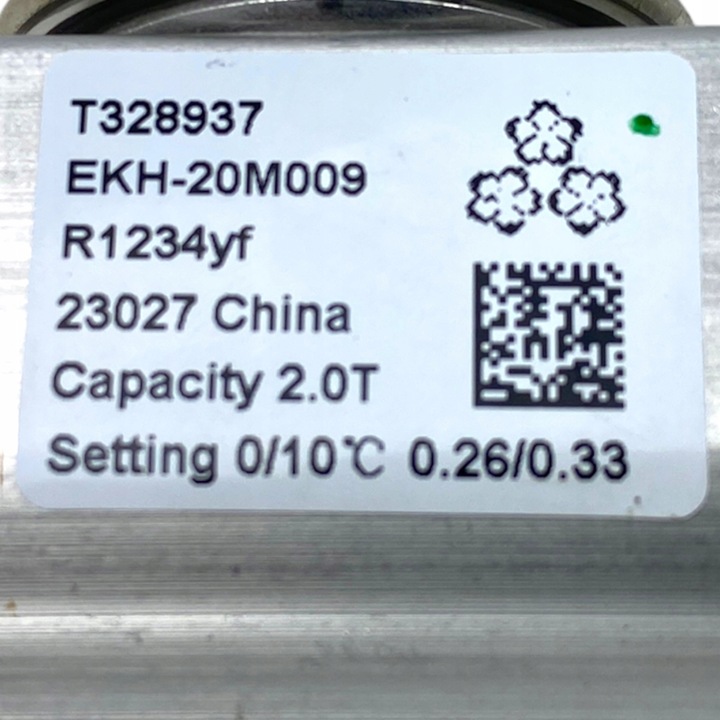 T328937
EKH-20M009
R1234yf
23027 China
Capacity 2.0T
Setting 0/10℃ 0.26/0.33